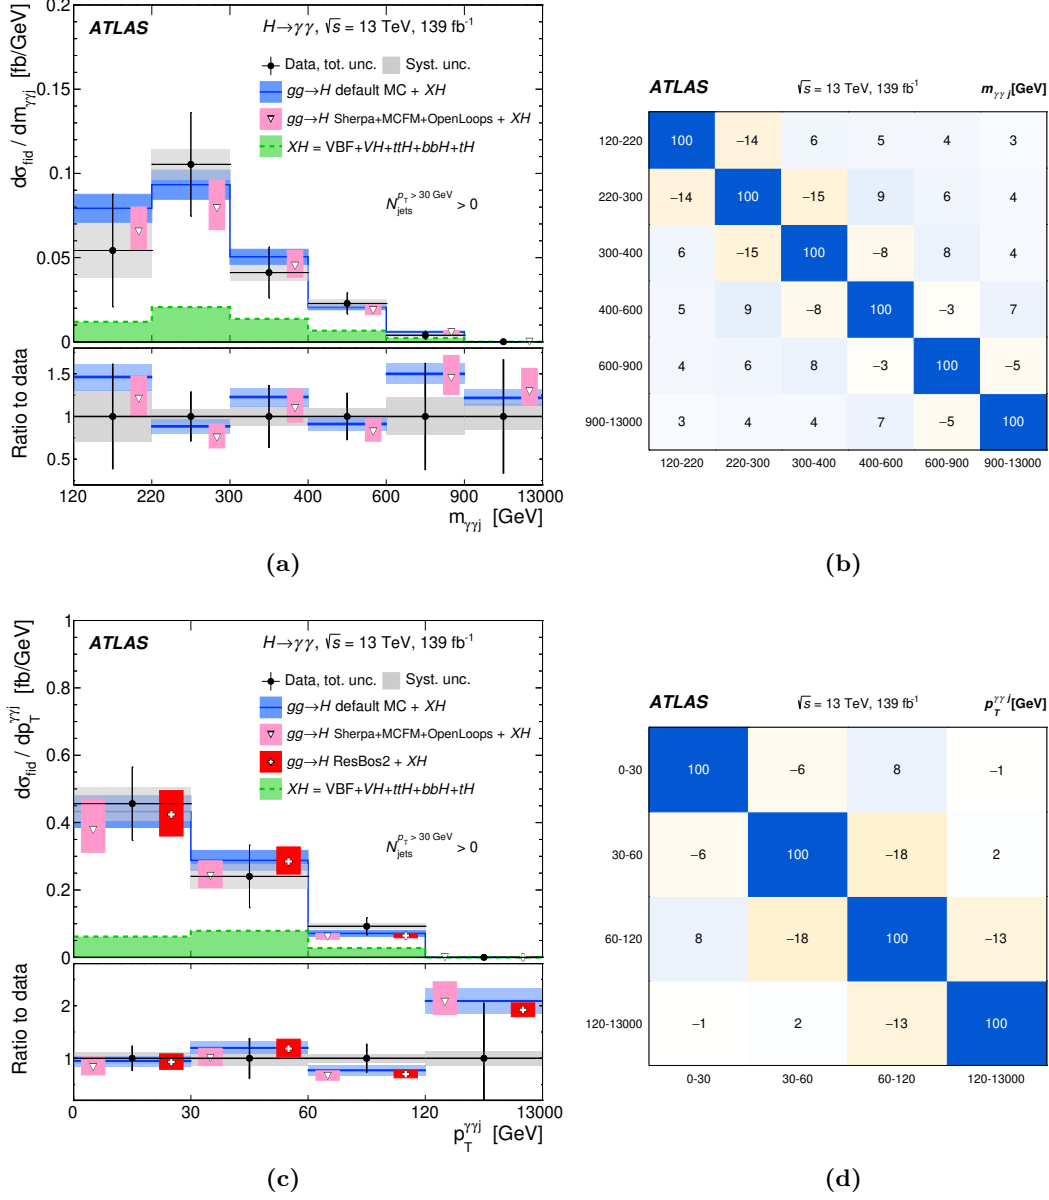 ATLAS
H→γγ, √s = 13 TeV, 139 fb⁻¹
Data, tot. unc. Syst. unc.
gg→H default MC + XH
gg→H Sherpa+MCFM+OpenLoops + XH
XH = VBF+VH+ttH+bbH+tH
N_jets^{p_T > 30 GeV} > 0
dσ_fid / dm_γγj [fb/GeV]
0.2
0.15
0.1
0.05
0
Ratio to data
1.5
1
0.5
120 220 300 400 600 900 13000
m_γγj [GeV]
(a)
ATLAS √s = 13 TeV, 139 fb⁻¹ m_γγj [GeV]
120-220 100 −14 6 5 4 3
220-300 −14 100 −15 9 6 4
300-400 6 −15 100 −8 8 4
400-600 5 9 −8 100 −3 7
600-900 4 6 8 −3 100 −5
900-13000 3 4 4 7 −5 100
120-220 220-300 300-400 400-600 600-900 900-13000
(b)
ATLAS
H→γγ, √s = 13 TeV, 139 fb⁻¹
Data, tot. unc. Syst. unc.
gg→H default MC + XH
gg→H Sherpa+MCFM+OpenLoops + XH
gg→H ResBos2 + XH
XH = VBF+VH+ttH+bbH+tH
N_jets^{p_T > 30 GeV} > 0
dσ_fid / dp_T^γγj [fb/GeV]
1
0.8
0.6
0.4
0.2
0
Ratio to data
2
1
0 30 60 120 13000
p_T^γγj [GeV]
(c)
ATLAS √s = 13 TeV, 139 fb⁻¹ p_T^γγj [GeV]
0-30 100 −6 8 −1
30-60 −6 100 −18 2
60-120 8 −18 100 −13
120-13000 −1 2 −13 100
0-30 30-60 60-120 120-13000
(d)